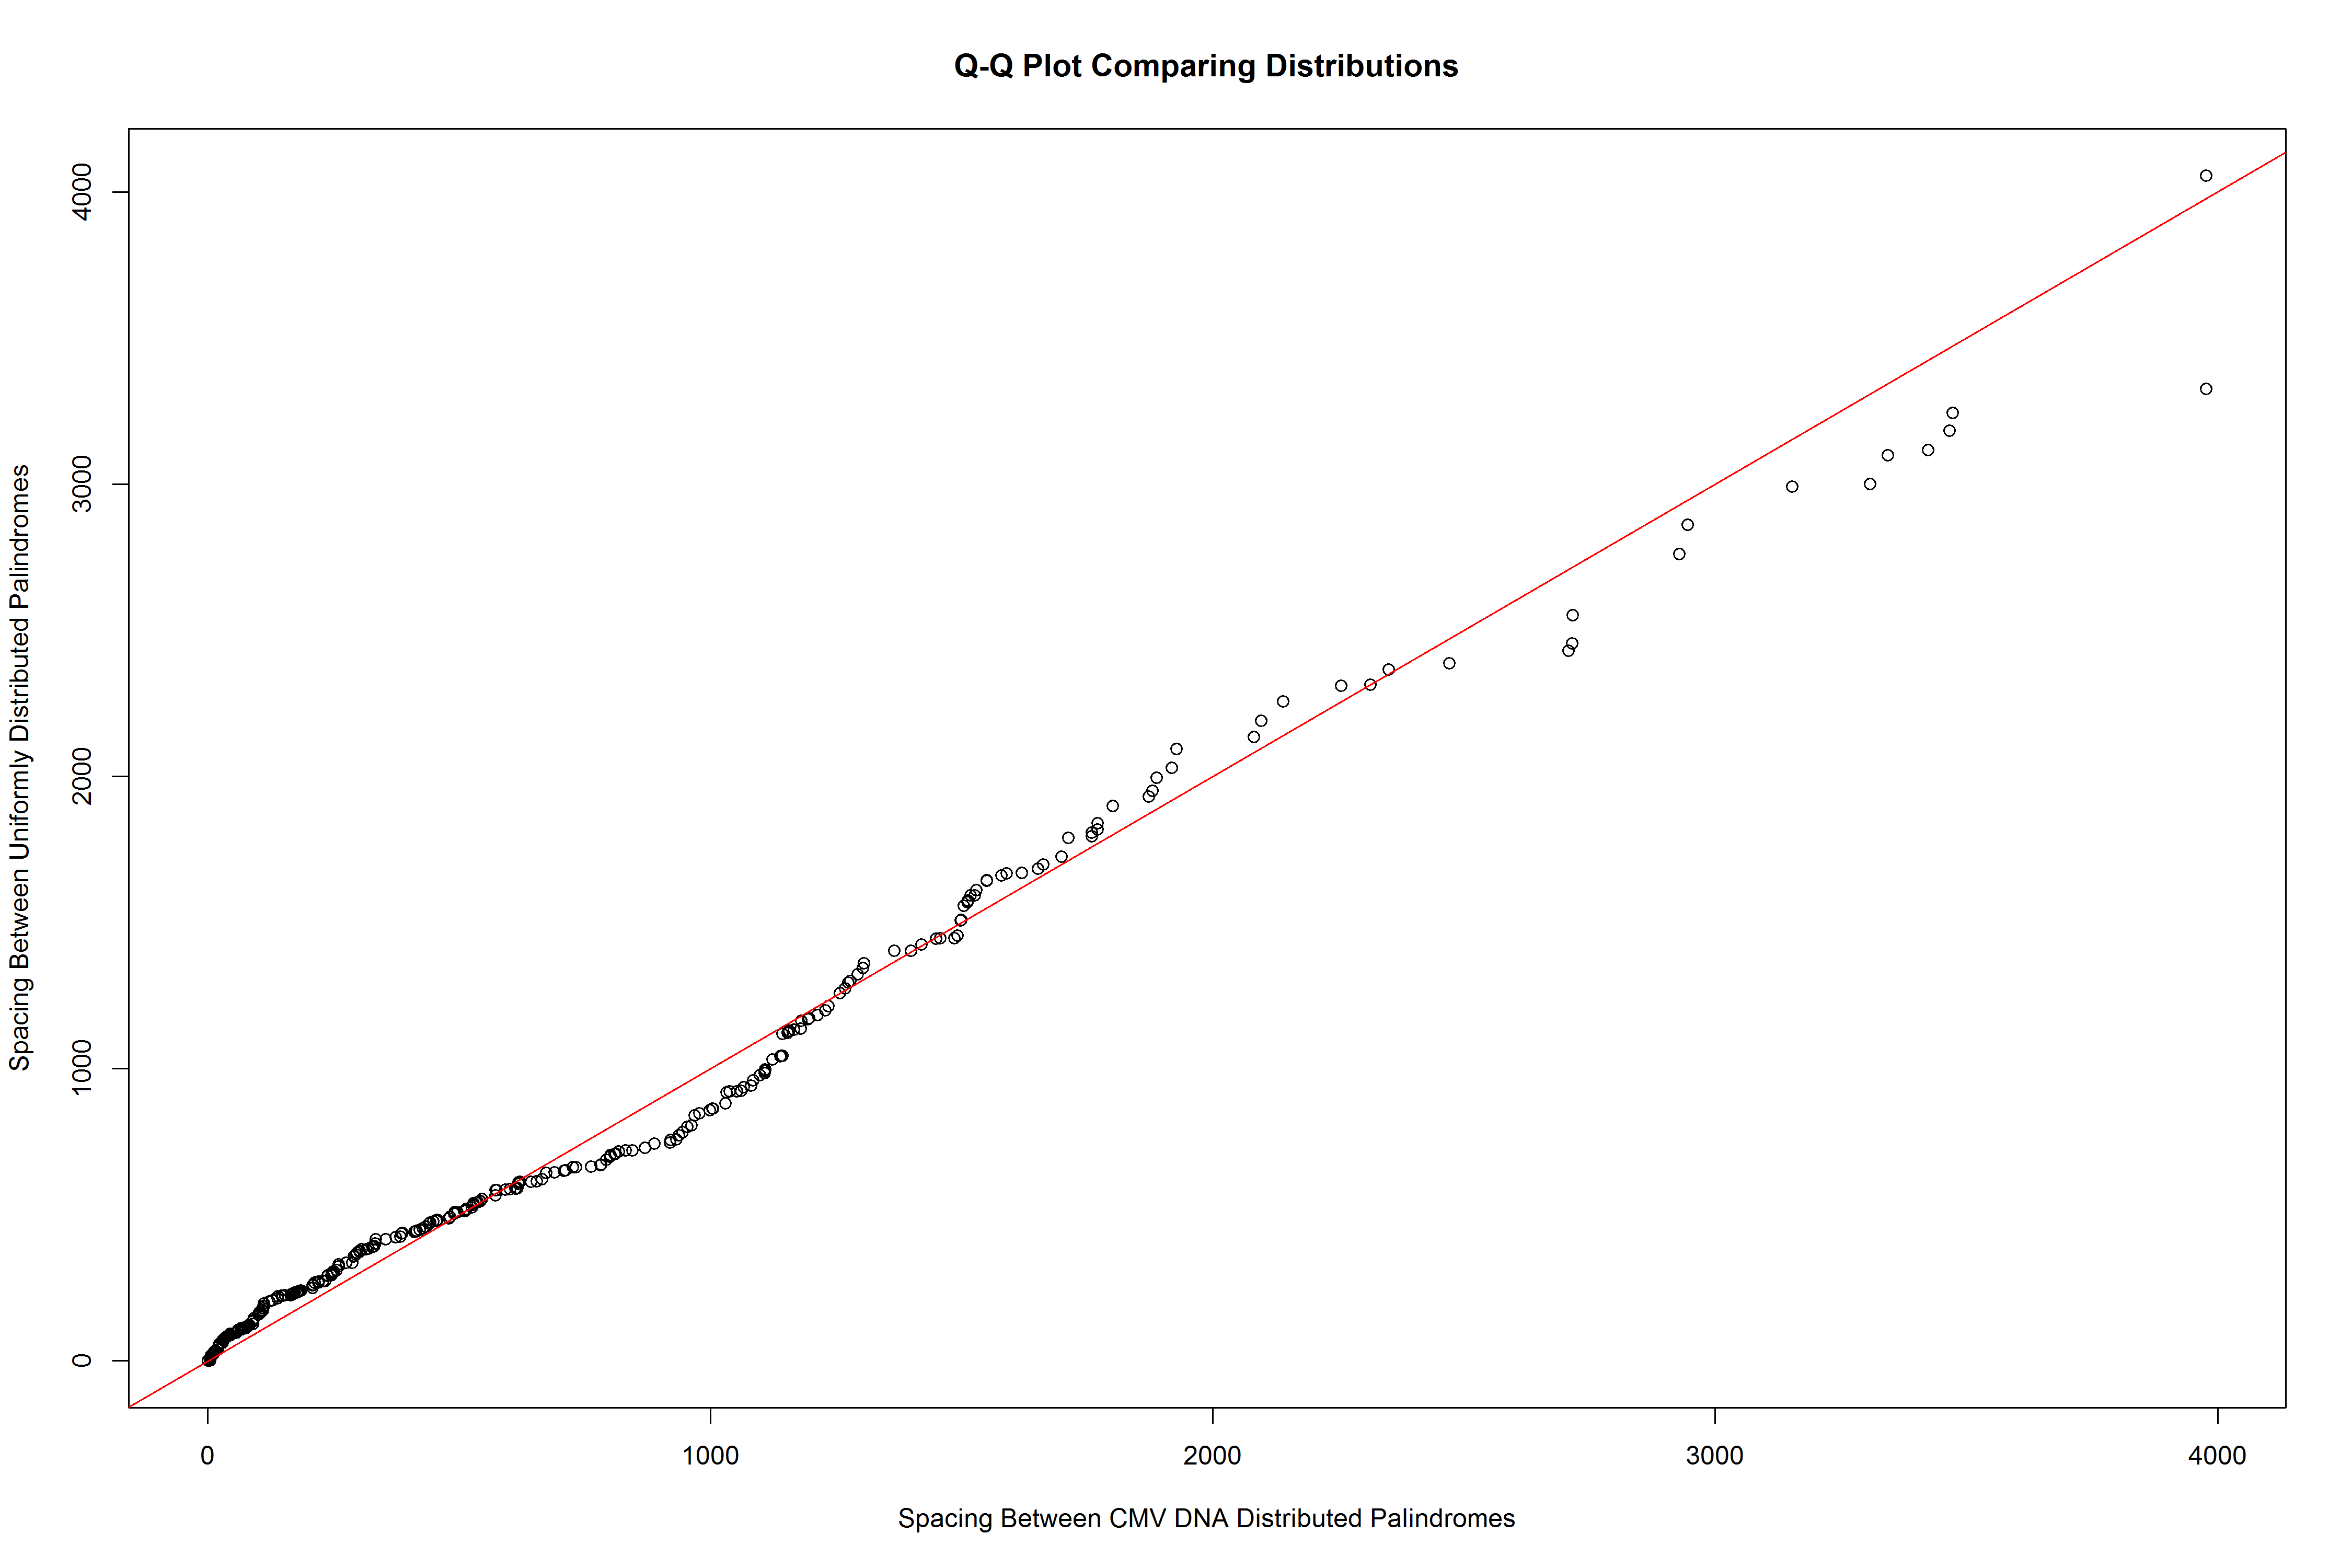 Q-Q Plot Comparing Distributions
Spacing Between Uniformly Distributed Palindromes
4000
3000
2000
1000
0
0 1000 2000 3000 4000
Spacing Between CMV DNA Distributed Palindromes